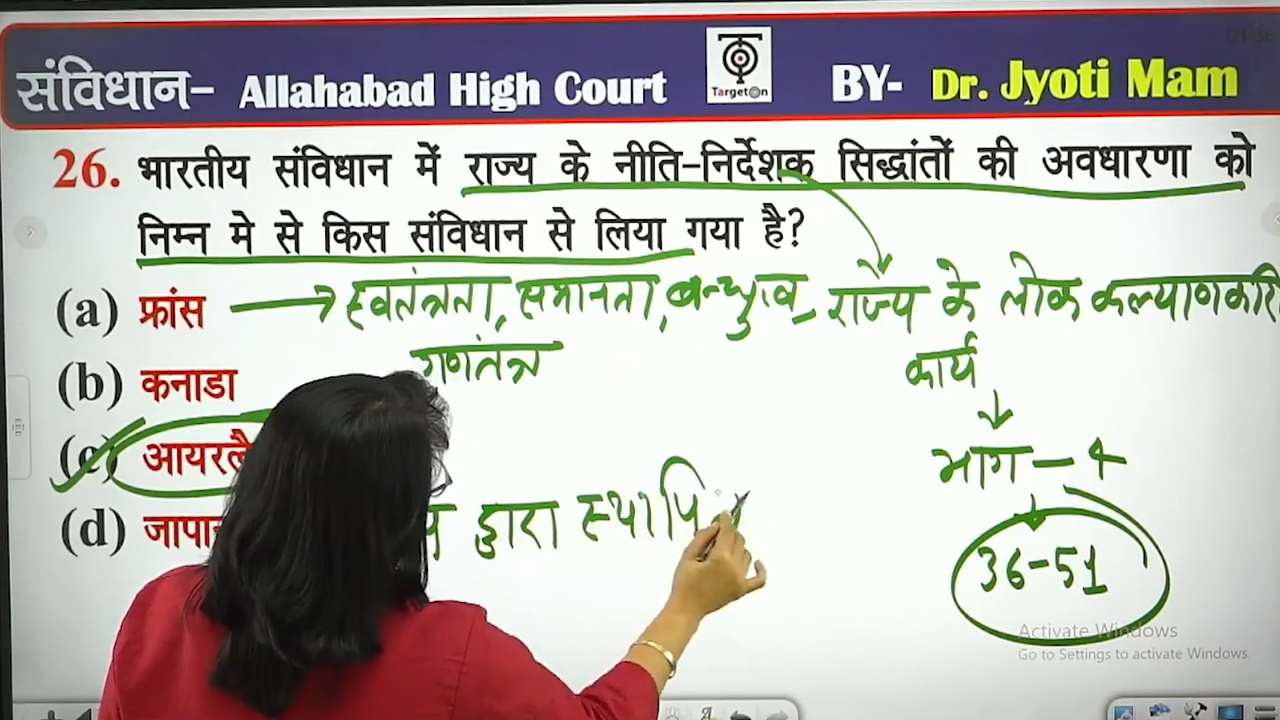 संविधान- Allahabad High Court TargetOn BY- Dr. Jyoti Mam
26. भारतीय संविधान में राज्य के नीति-निर्देशक सिद्धांतों की अवधारणा को
निम्न मे से किस संविधान से लिया गया है?
(a) फ्रांस → स्वतंत्रता, समानता, बन्धुत्व, राज्य के लोक कल्याणकारि
गणतंत्र कार्य
(b) कनाडा
(c) आयरलै भाग-4
(d) जापा द्वारा स्थापि
36-51
Activate Windows
Go to Settings to activate Windows.